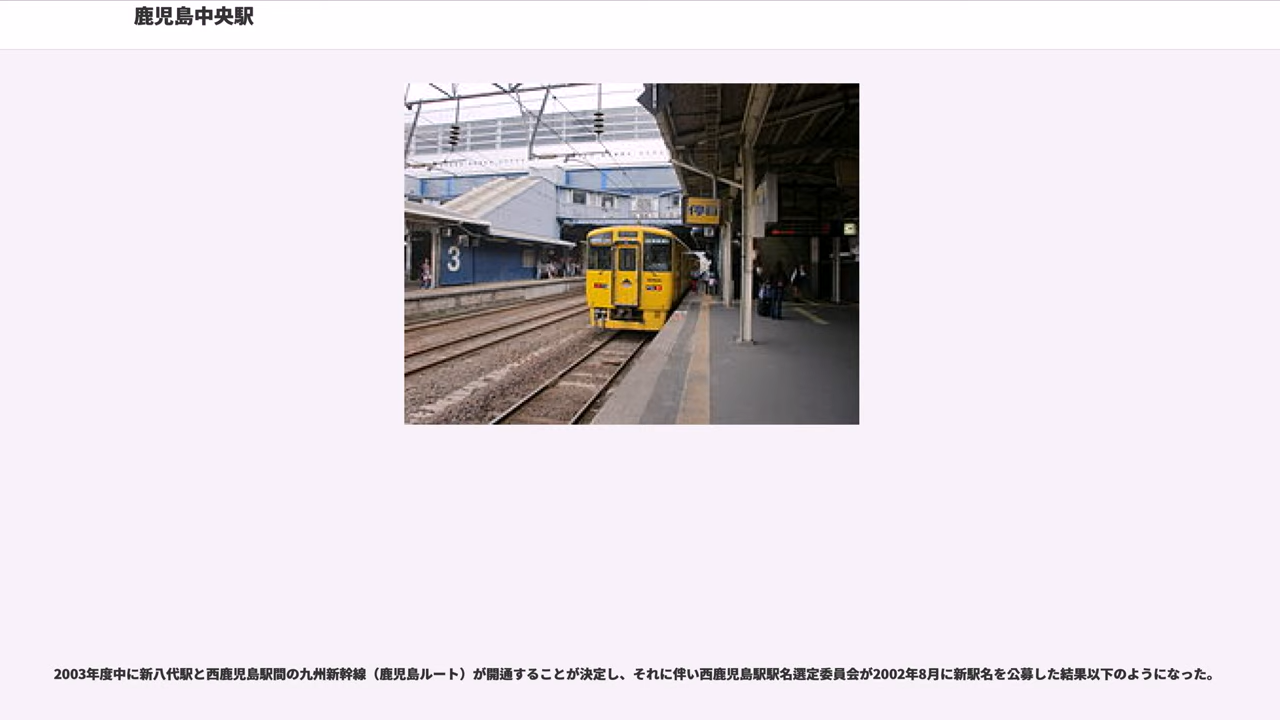 鹿児島中央駅
3
2003年度中に新八代駅と西鹿児島駅間の九州新幹線（鹿児島ルート）が開通することが決定し、それに伴い西鹿児島駅駅名選定委員会が2002年8月に新駅名を公募した結果以下のようになった。